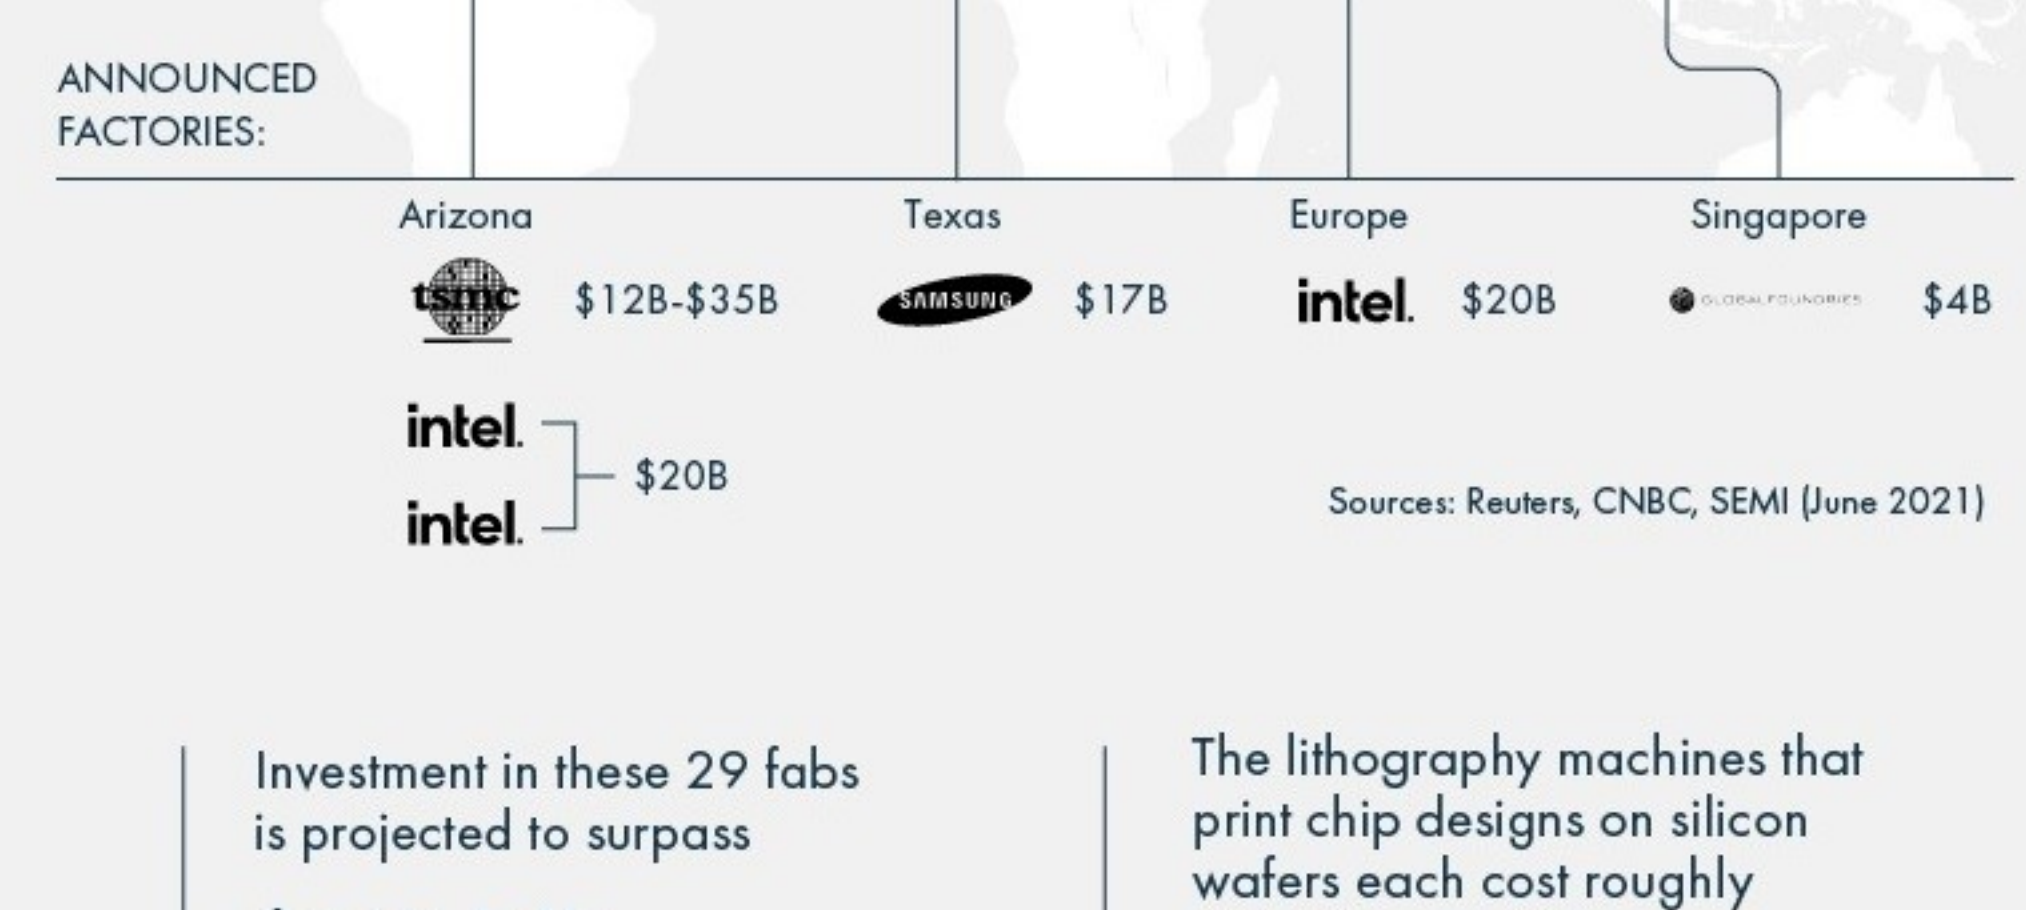 ANNOUNCED
FACTORIES:
Arizona
Texas
Europe
Singapore
tsmc $12B-$35B
SAMSUNG $17B
intel. $20B
GLOBALFOUNDRIES $4B
intel.
intel.
$20B
Sources: Reuters, CNBC, SEMI (June 2021)
Investment in these 29 fabs
is projected to surpass
The lithography machines that
print chip designs on silicon
wafers each cost roughly